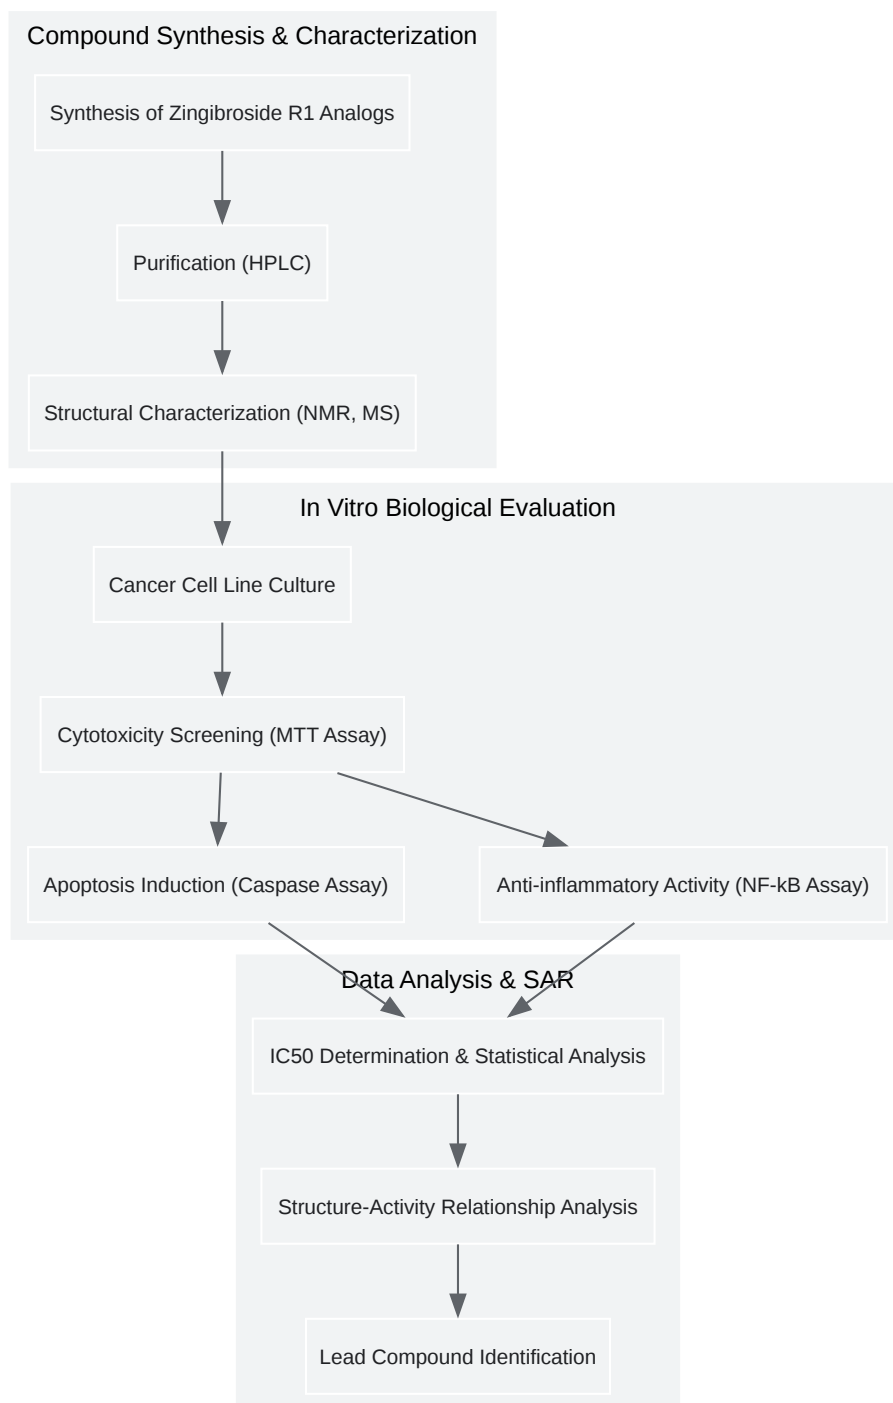 Compound Synthesis & Characterization
Synthesis of Zingibroside R1 Analogs
Purification (HPLC)
Structural Characterization (NMR, MS)
In Vitro Biological Evaluation
Cancer Cell Line Culture
Cytotoxicity Screening (MTT Assay)
Apoptosis Induction (Caspase Assay)
Anti-inflammatory Activity (NF-kB Assay)
Data Analysis & SAR
IC50 Determination & Statistical Analysis
Structure-Activity Relationship Analysis
Lead Compound Identification